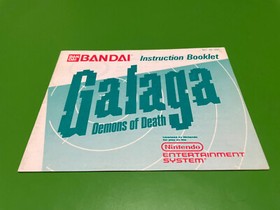 BANDAI Instruction Booklet
Galaga
Demons of Death
Nintendo
ENTERTAINMENT
SYSTEM